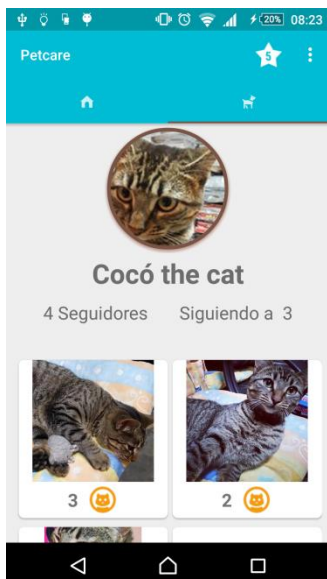 20% 08:23
Petcare 5
Cocó the cat
4 Seguidores Siguiendo a 3
3 2